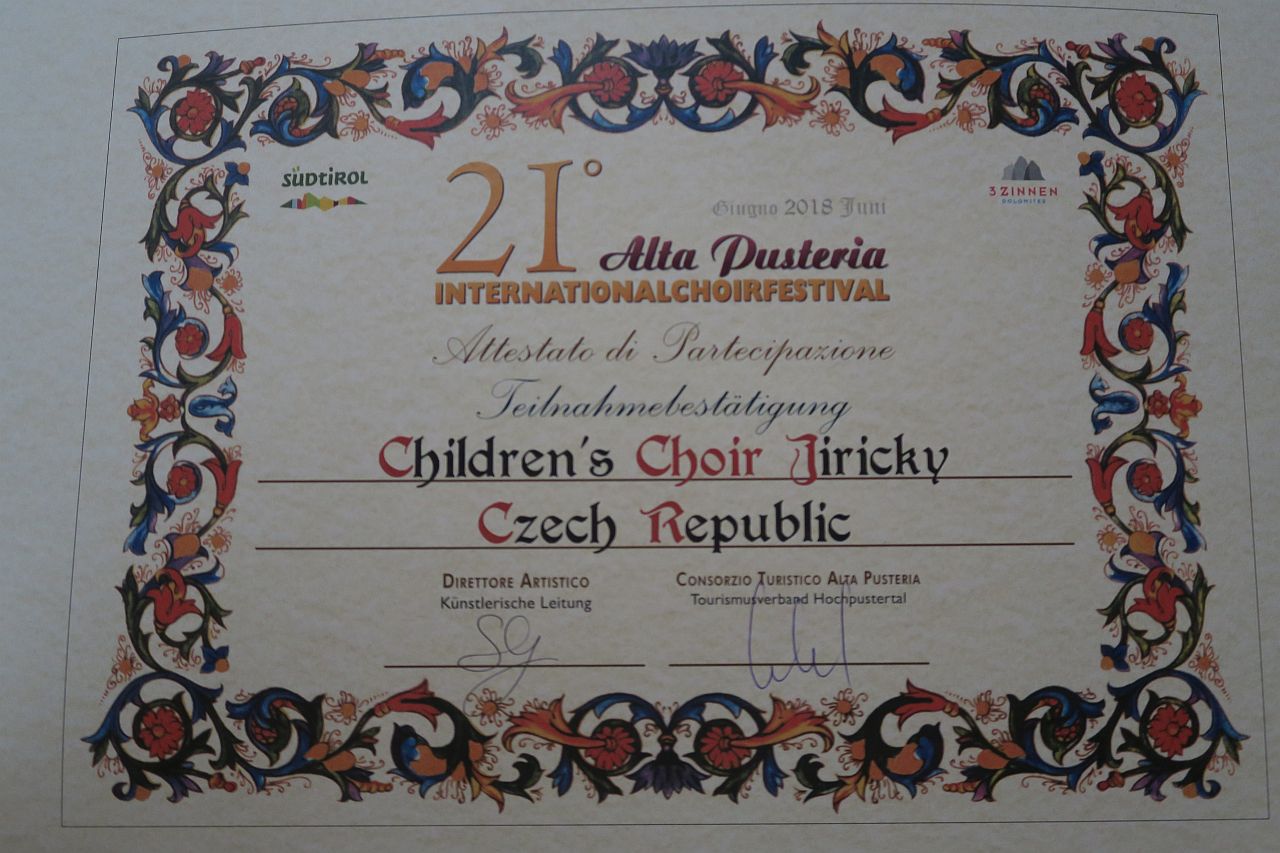 SÜDTIROL
21°
Giugno 2018 Juni
3 ZINNEN
DOLOMITES
Alta Pusteria
INTERNATIONALCHOIRFESTIVAL
Attestato di Partecipazione
Teilnahmebestätigung
Children's Choir Jiricky
Czech Republic
DIRETTORE ARTISTICO
Künstlerische Leitung
CONSORZIO TURISTICO ALTA PUSTERIA
Tourismusverband Hochpustertal